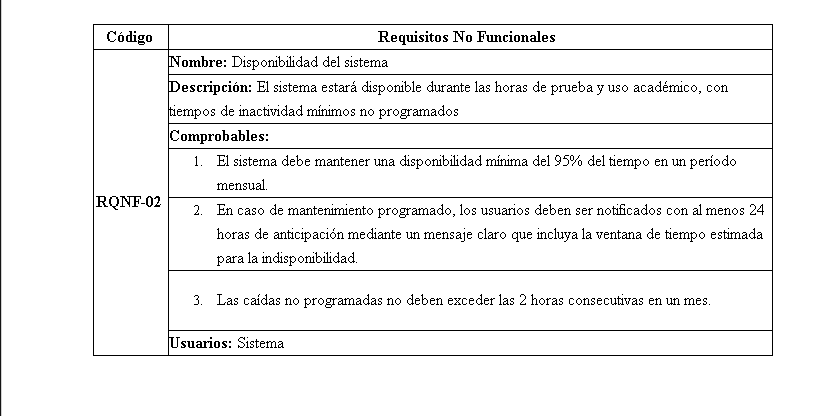 Código Requisitos No Funcionales
Nombre: Disponibilidad del sistema
Descripción: El sistema estará disponible durante las horas de prueba y uso académico, con
tiempos de inactividad mínimos no programados
Comprobables:
1. El sistema debe mantener una disponibilidad mínima del 95% del tiempo en un período
mensual.
RQNF-02
2. En caso de mantenimiento programado, los usuarios deben ser notificados con al menos 24
horas de anticipación mediante un mensaje claro que incluya la ventana de tiempo estimada
para la indisponibilidad.
3. Las caídas no programadas no deben exceder las 2 horas consecutivas en un mes.
Usuarios: Sistema